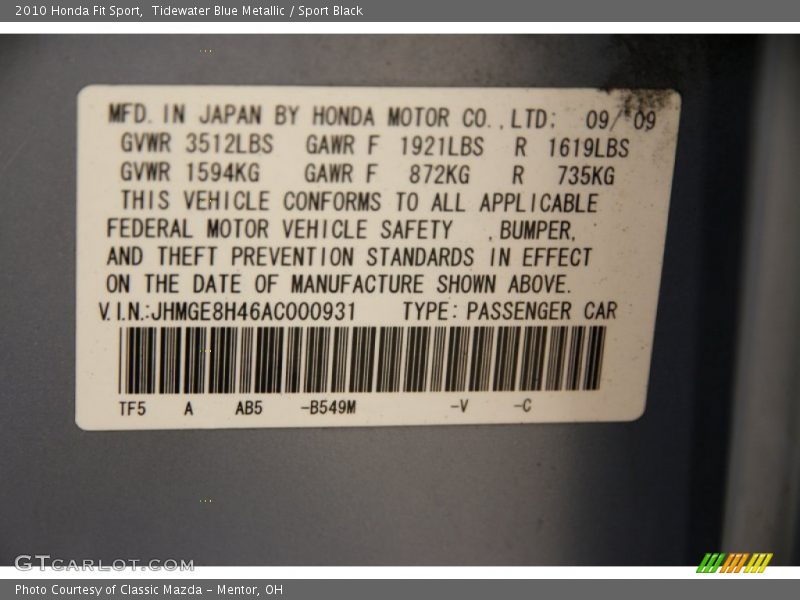 2010 Honda Fit Sport,  Tidewater Blue Metallic / Sport Black
MFD. IN JAPAN BY HONDA MOTOR CO., LTD; 09/09
GVWR 3512LBS GAWR F 1921LBS R 1619LBS
GVWR 1594KG GAWR F 872KG R 735KG
THIS VEHICLE CONFORMS TO ALL APPLICABLE
FEDERAL MOTOR VEHICLE SAFETY , BUMPER,
AND THEFT PREVENTION STANDARDS IN EFFECT
ON THE DATE OF MANUFACTURE SHOWN ABOVE.
V.I.N.:JHMGE8H46AC000931 TYPE: PASSENGER CAR
TF5 A AB5 -B549M -V -C
GTCARLOT.COM
Photo Courtesy of Classic Mazda - Mentor, OH